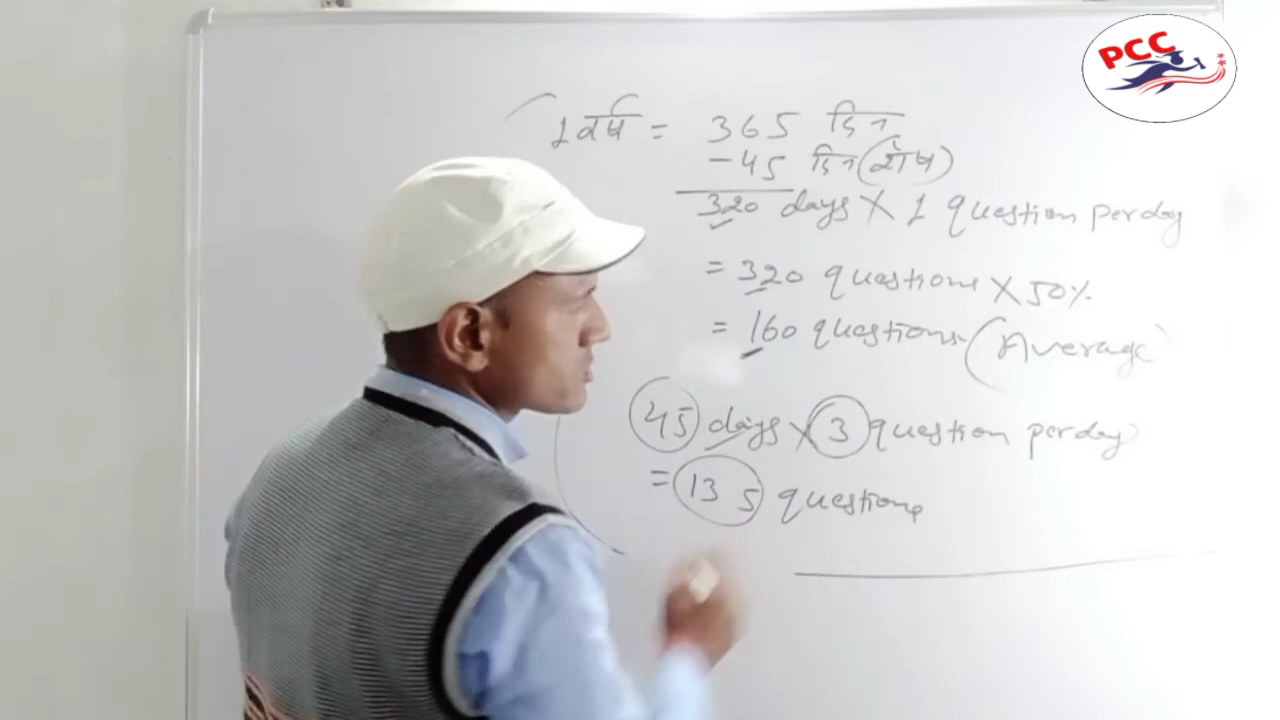 PCC
1 वर्ष = 365 दिन
- 45 दिन (शेष)
320 days × 1 question per day
= 320 questions × 50%
= 160 questions (Average)
45 days × 3 question per day
= 135 questions